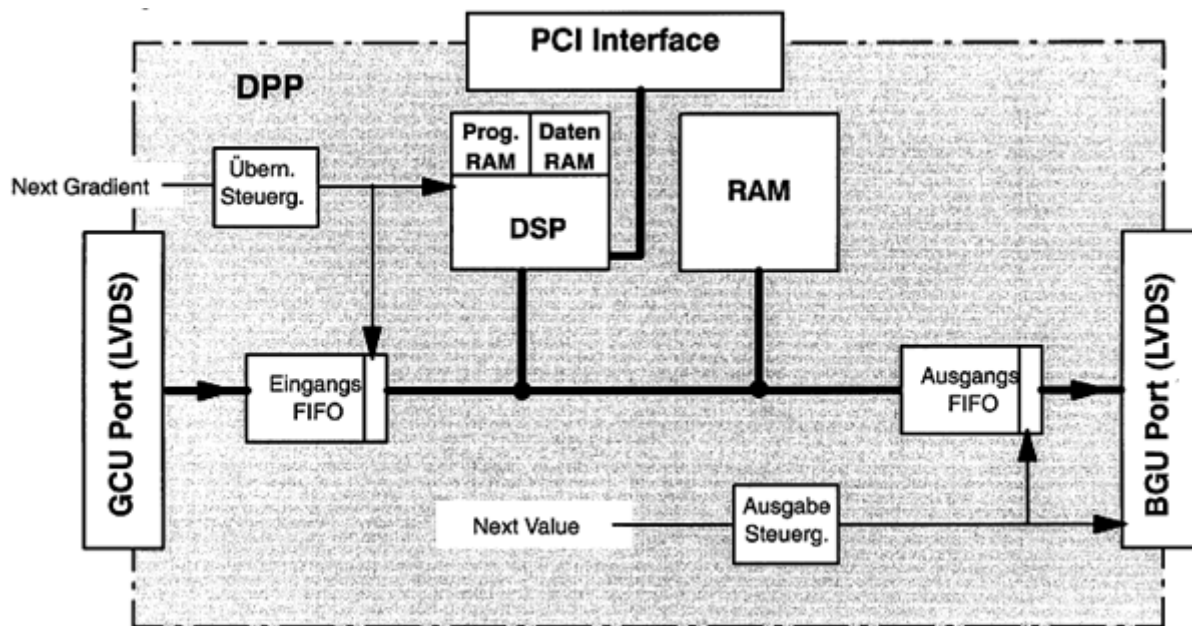 PCI Interface
DPP
Prog.
RAM
Daten
RAM
DSP
RAM
Next Gradient
Übern.
Steuerg.
GCU Port (LVDS)
Eingangs
FIFO
Ausgangs
FIFO
BGU Port (LVDS)
Next Value
Ausgabe
Steuerg.